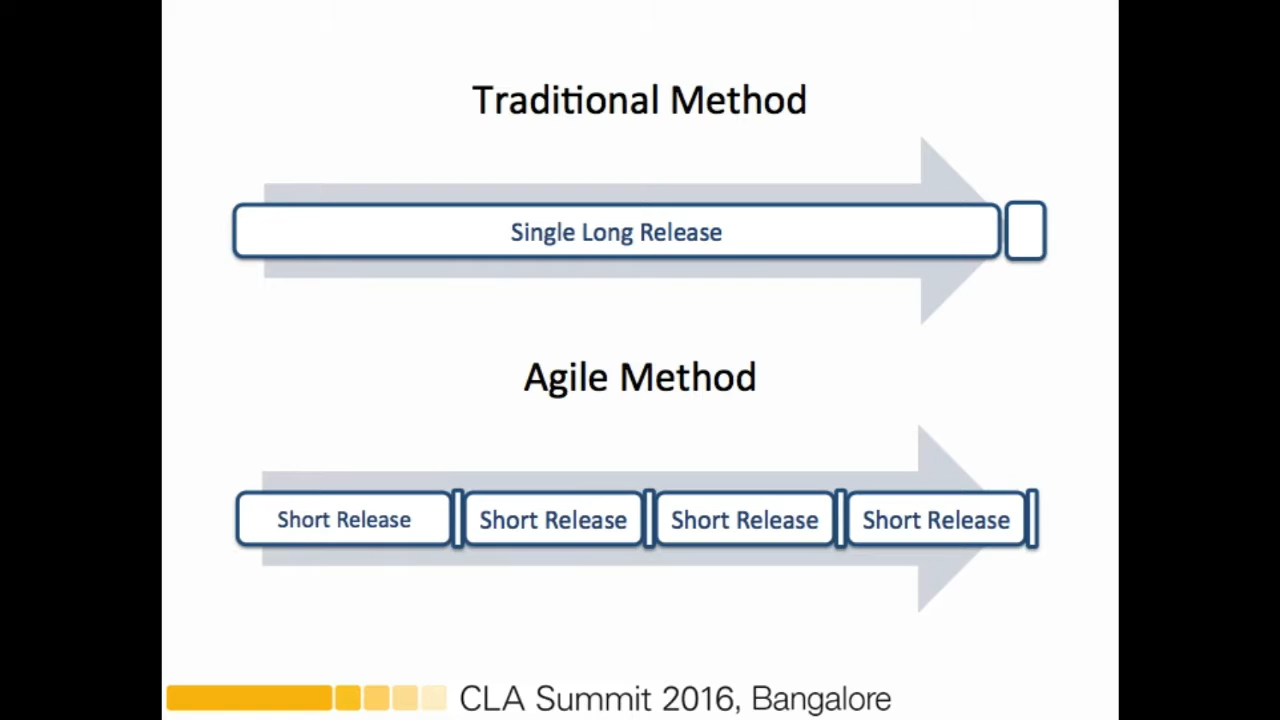 Traditional Method
Single Long Release
Agile Method
Short Release Short Release Short Release Short Release
CLA Summit 2016, Bangalore